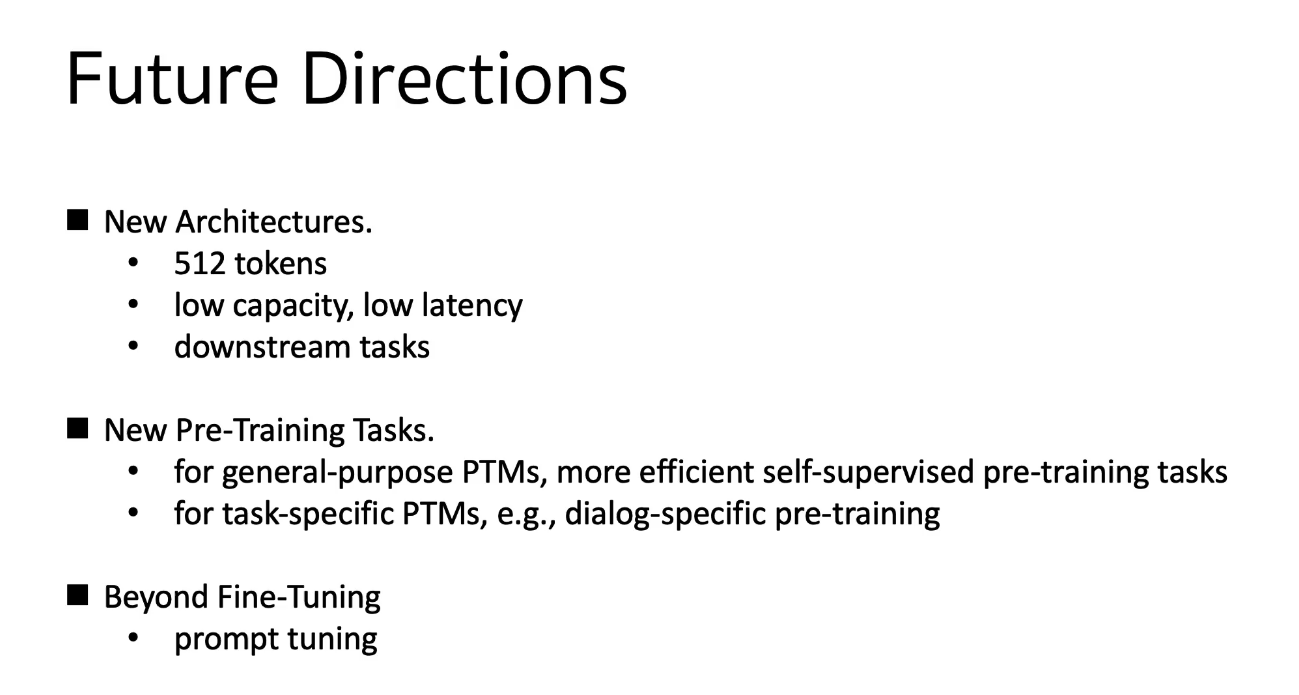 Future Directions
■ New Architectures.
• 512 tokens
• low capacity, low latency
• downstream tasks
■ New Pre-Training Tasks.
• for general-purpose PTMs, more efficient self-supervised pre-training tasks
• for task-specific PTMs, e.g., dialog-specific pre-training
■ Beyond Fine-Tuning
• prompt tuning